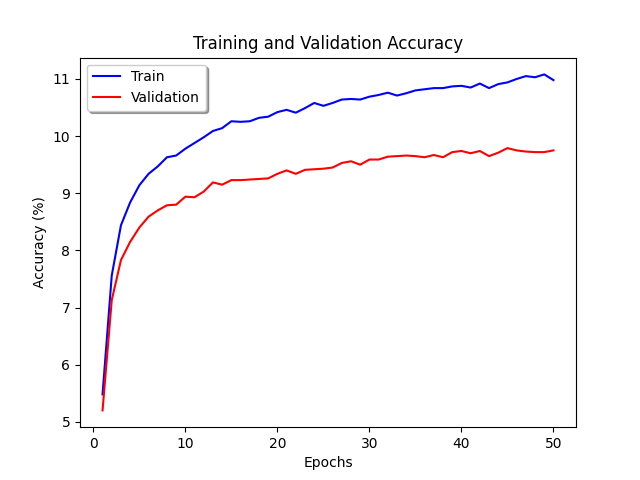 Training and Validation Accuracy
Train
Validation
Accuracy (%)
11
10
9
8
7
6
5
0 10 20 30 40 50
Epochs